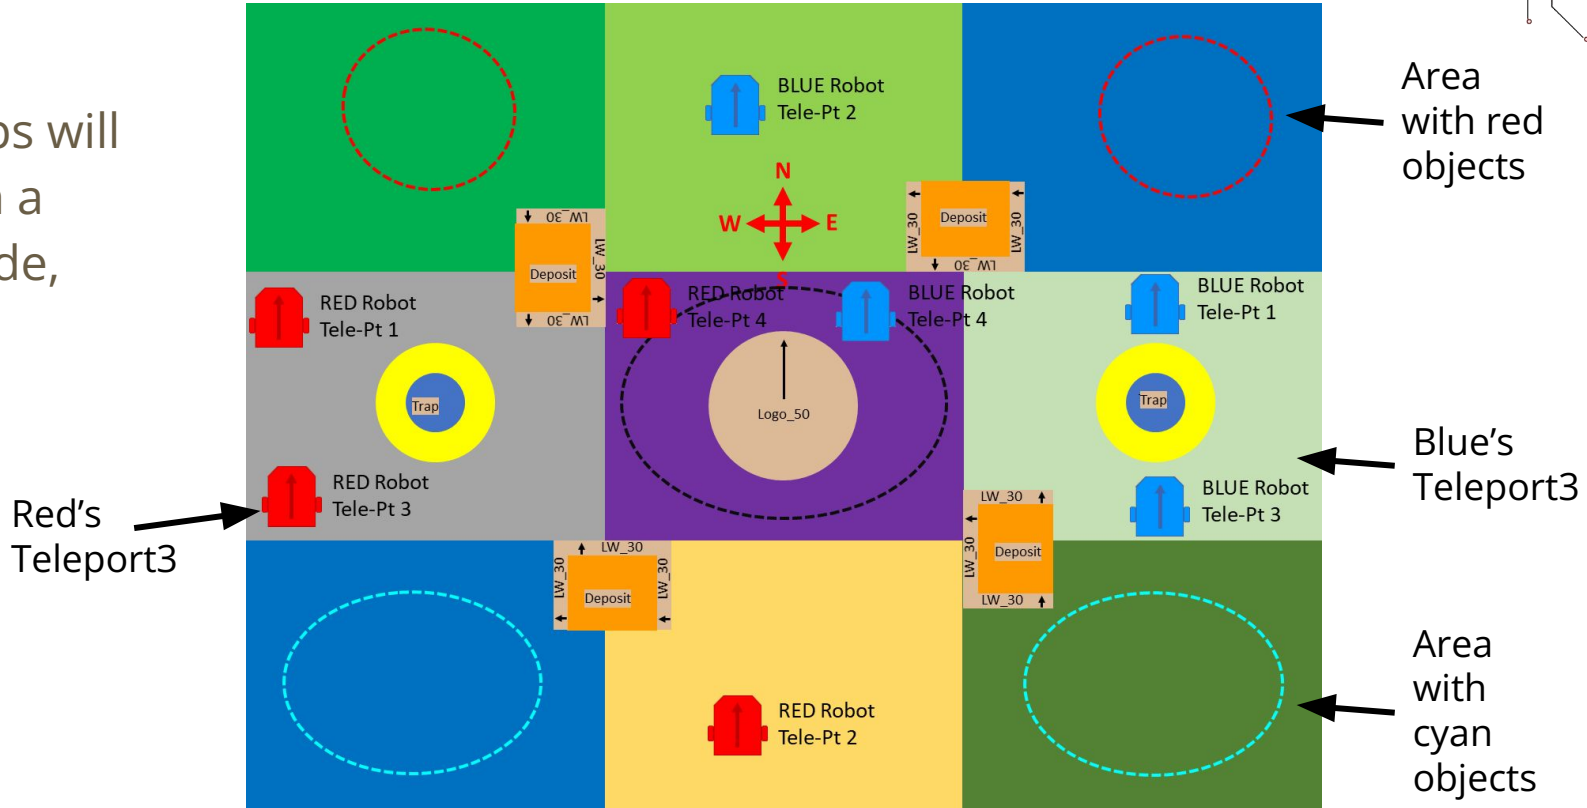 ps will
n a
de,
Area
with red
objects
BLUE Robot
Tele-Pt 2
N
W
E
S
LW_30
Deposit
LW_30
LW_30
LW_30
Deposit
LW_30
LW_30
LW_30
RED Robot
Tele-Pt 1
RED Robot
Tele-Pt 4
BLUE Robot
Tele-Pt 4
BLUE Robot
Tele-Pt 1
Trap
Logo_50
Trap
Blue's
Teleport3
RED Robot
Tele-Pt 3
BLUE Robot
Tele-Pt 3
Red's
Teleport3
LW_30
LW_30
Deposit
LW_30
LW_30
LW_30
Deposit
LW_30
Area
with
cyan
objects
RED Robot
Tele-Pt 2